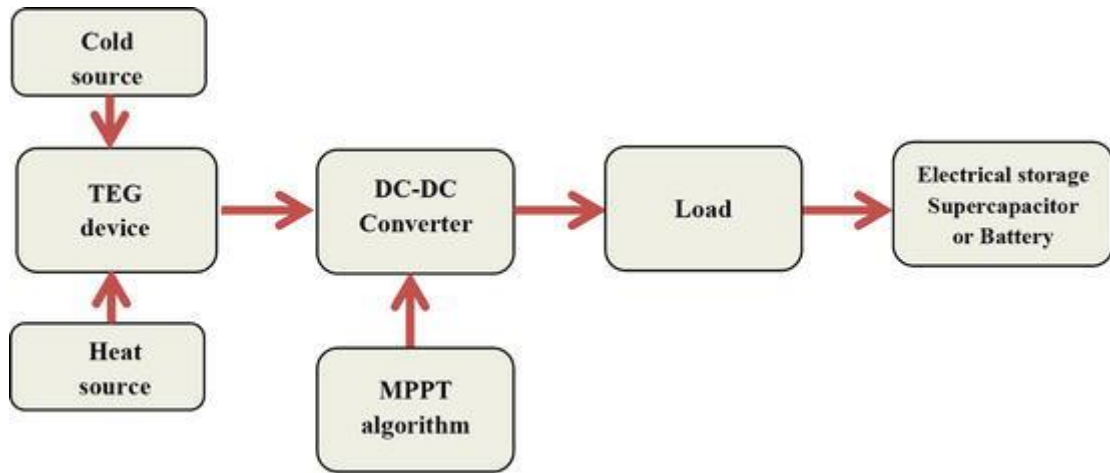 Cold
source
TEG
device
Heat
source
DC-DC
Converter
MPPT
algorithm
Load
Electrical storage
Supercapacitor
or Battery